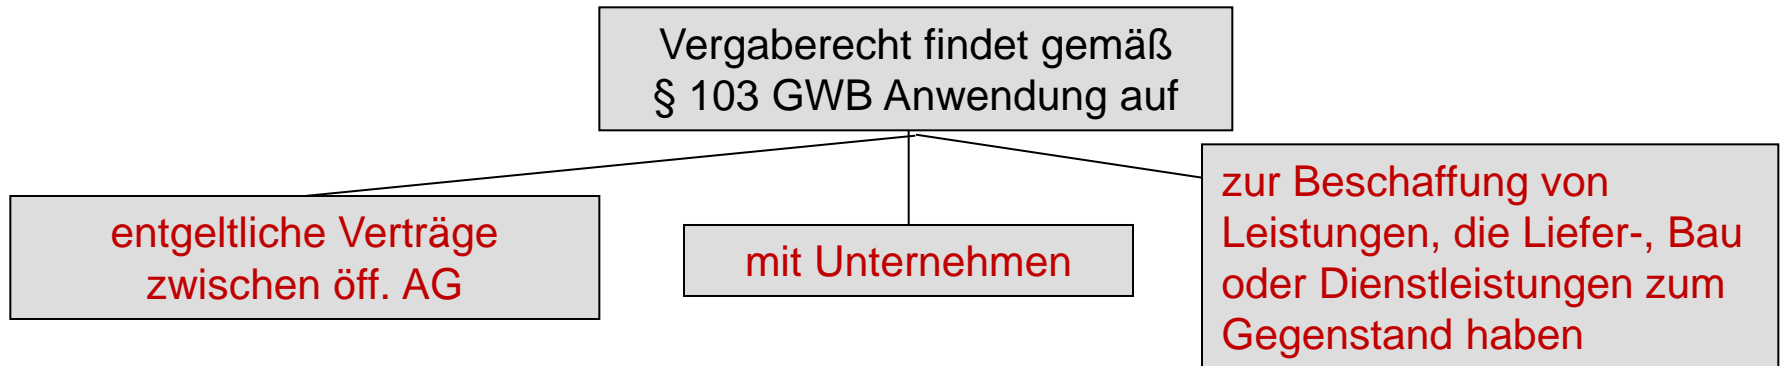 Vergaberecht findet gemäß
§ 103 GWB Anwendung auf
entgeltliche Verträge
zwischen öff. AG
mit Unternehmen
zur Beschaffung von
Leistungen, die Liefer-, Bau
oder Dienstleistungen zum
Gegenstand haben